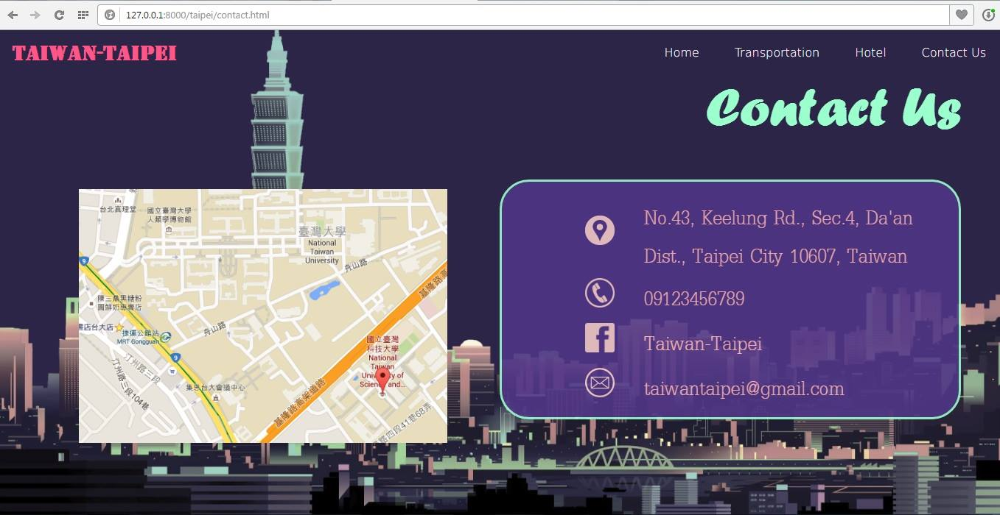 127.0.0.1:8000/taipei/contact.html
TAIWAN-TAIPEI
Home
Transportation
Hotel
Contact Us
Contact Us
台北真理堂
國立臺灣大學
人類學博物館
臺灣大學
National
Taiwan
University
舟山路
基隆路高
9
陳三鼎黑糖粉
圓鮮奶專賣店
書店台大店
捷運公館站
MRT Gongguan
舟山路
9
汀州路三段
汀州路三段104巷
集思台大會議中心
國立臺灣
科技大學
National
Taiwan
University of
Science and...
基隆路高架道路
路四段41巷68弄
No.43, Keelung Rd., Sec.4, Da'an
Dist., Taipei City 10607, Taiwan
09123456789
Taiwan-Taipei
taiwantaipei@gmail.com